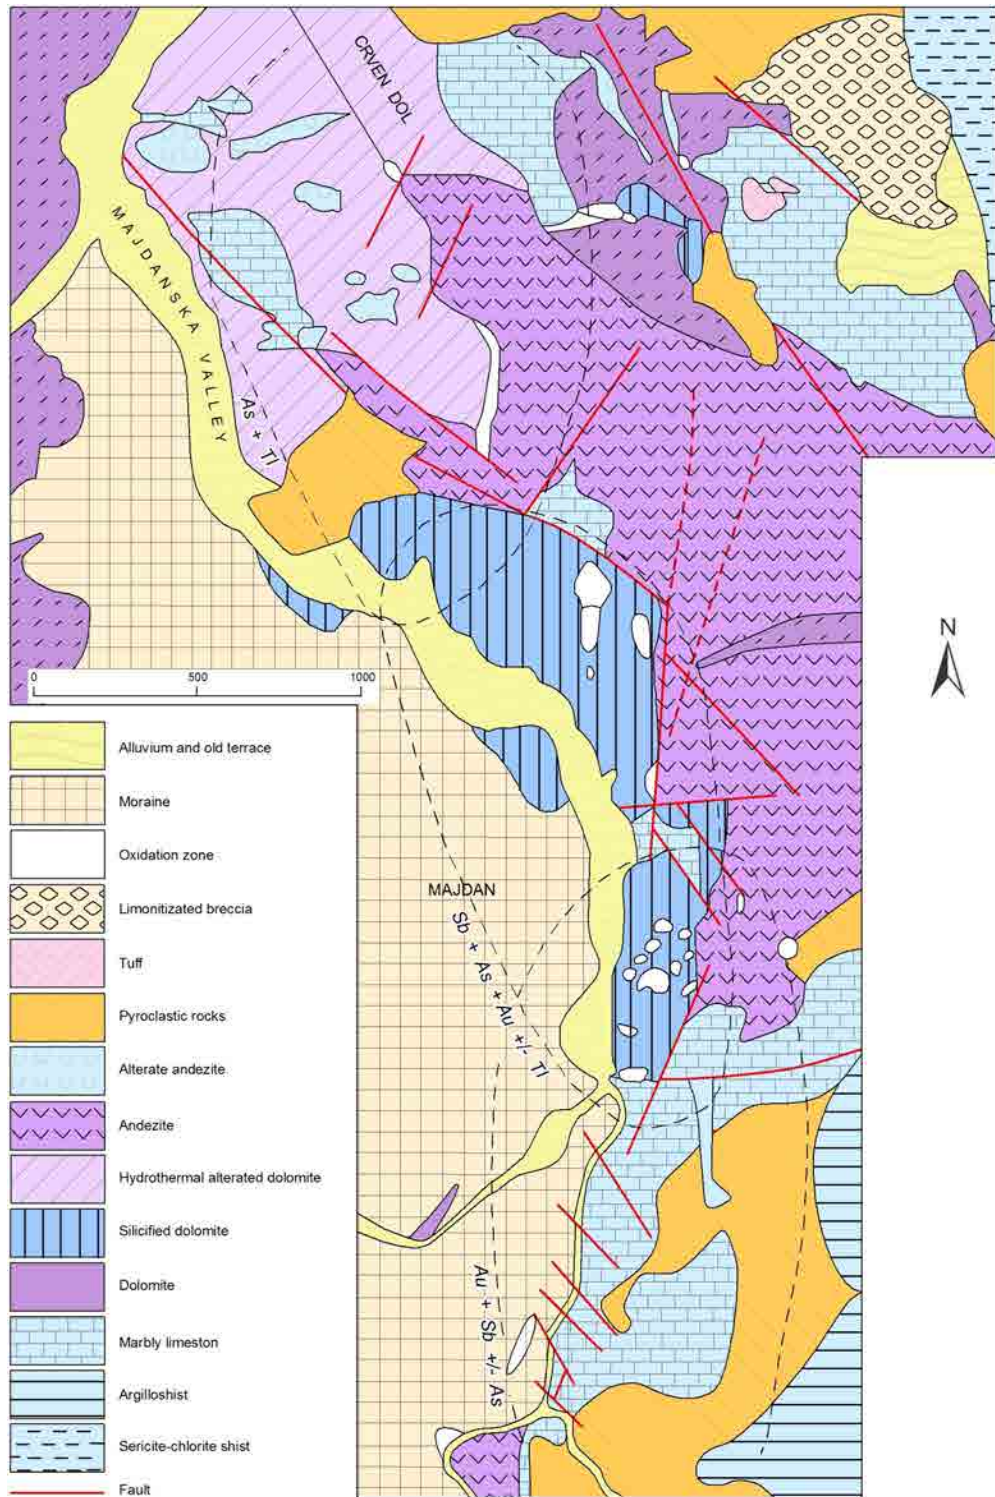 CRVEN DOL
MAJDANSKA VALLEY
As + Tl
N
0 500 1000
Alluvium and old terrace
Moraine
Oxidation zone
Limonitizated breccia
Tuff
Pyroclastic rocks
Alterate andezite
Andezite
Hydrothermal alterated dolomite
Silicified dolomite
Dolomite
Marbly limeston
Argilloshist
Sericite-chlorite shist
Fault
MAJDAN
Sb + As + Au +/- Tl
Au + Sb +/- As